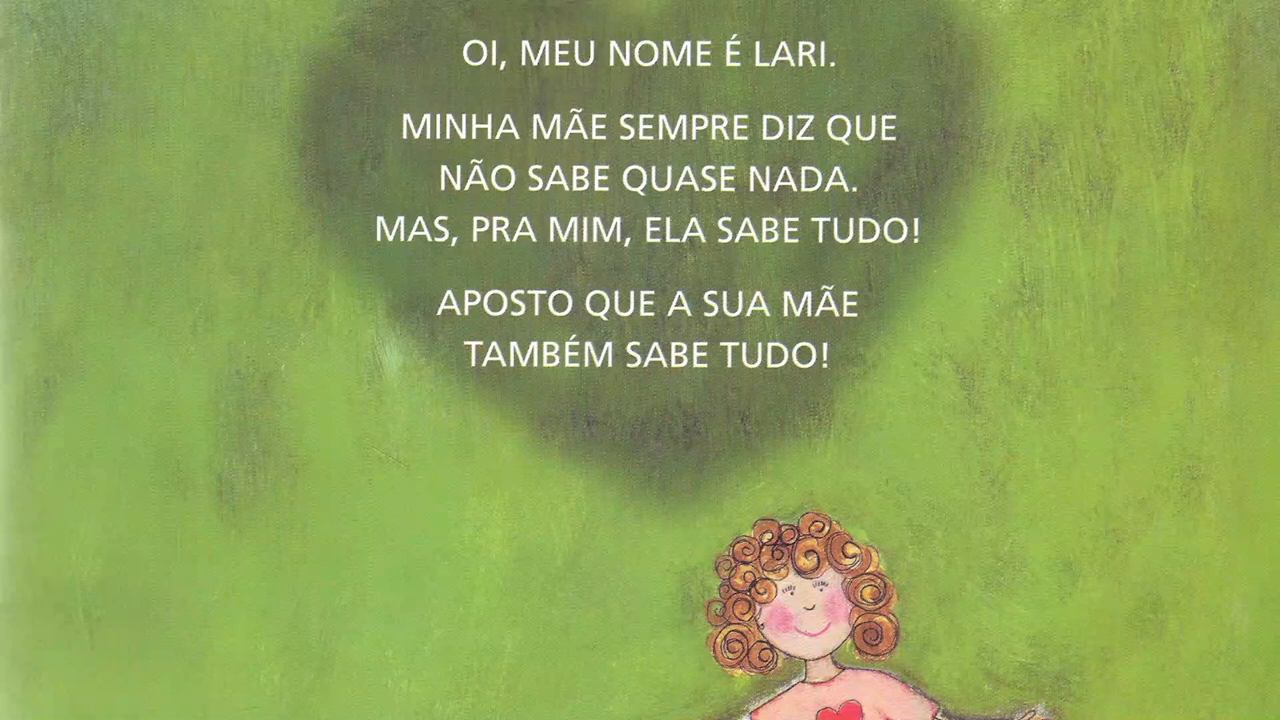 OI, MEU NOME É LARI.
MINHA MÃE SEMPRE DIZ QUE
NÃO SABE QUASE NADA.
MAS, PRA MIM, ELA SABE TUDO!
APOSTO QUE A SUA MÃE
TAMBÉM SABE TUDO!